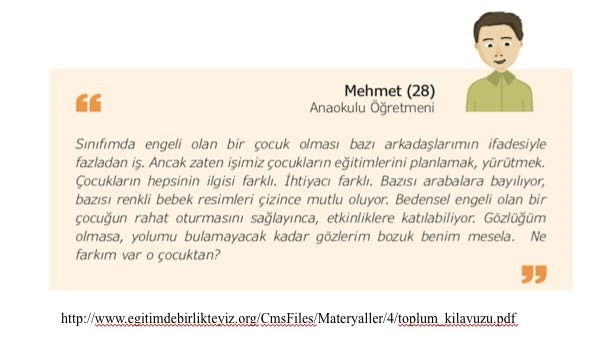 Mehmet (28)
Anaokulu Öğretmeni
“
Sınıfımda engeli olan bir çocuk olması bazı arkadaşlarımın ifadesiyle
fazladan iş. Ancak zaten işimiz çocukların eğitimlerini planlamak, yürütmek.
Çocukların hepsinin ilgisi farklı. İhtiyacı farklı. Bazısı arabalara bayılıyor,
bazısı renkli bebek resimleri çizince mutlu oluyor. Bedensel engeli olan bir
çocuğun rahat oturmasını sağlayınca, etkinliklere katılabiliyor. Gözlüğüm
olmasa, yolumu bulamayacak kadar gözlerim bozuk benim mesela. Ne
farkım var o çocuktan?
”
http://www.egitimdebirlikteyiz.org/CmsFiles/Materyaller/4/toplum_kilavuzu.pdf